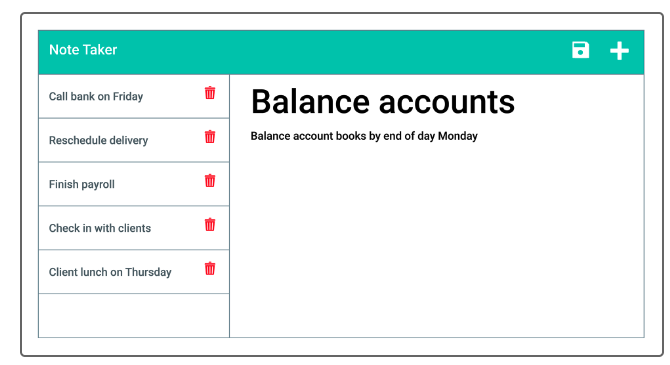 Note Taker
Call bank on Friday
Reschedule delivery
Finish payroll
Check in with clients
Client lunch on Thursday
Balance accounts
Balance account books by end of day Monday